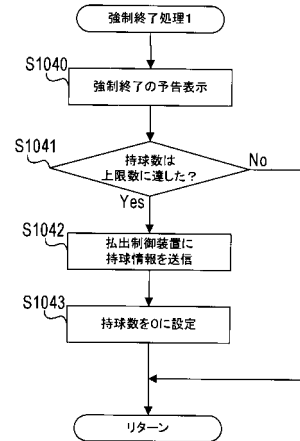 強制終了処理1
S1040
強制終了の予告表示
S1041
持球数は
上限数に達した?
No
Yes
S1042
払出制御装置に
持球情報を送信
S1043
持球数を0に設定
リターン